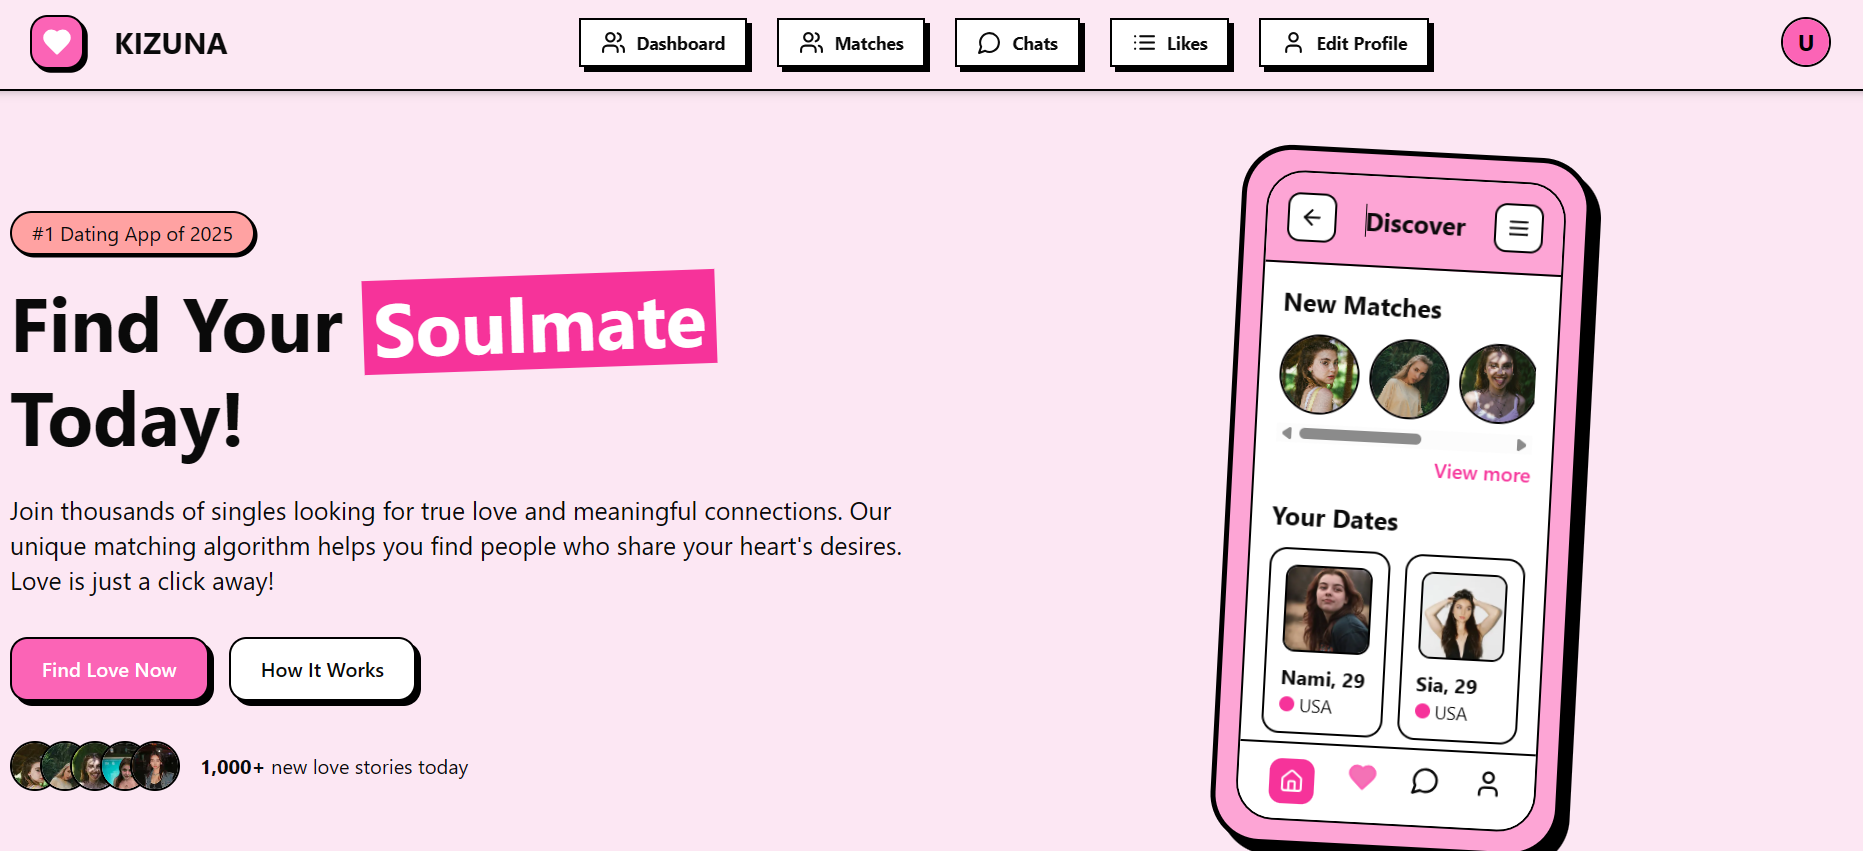 KIZUNA
Dashboard
Matches
Chats
Likes
Edit Profile
U
#1 Dating App of 2025
Find Your Soulmate
Today!
Join thousands of singles looking for true love and meaningful connections. Our
unique matching algorithm helps you find people who share your heart's desires.
Love is just a click away!
Find Love Now
How It Works
1,000+ new love stories today
Discover
New Matches
View more
Your Dates
Nami, 29
USA
Sia, 29
USA